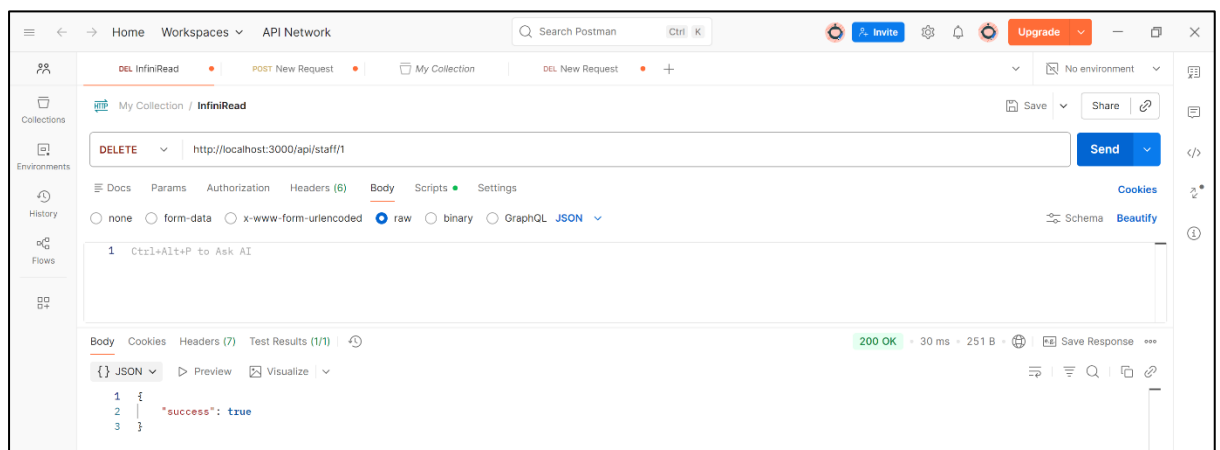 Home Workspaces API Network Search Postman Ctrl K Invite Upgrade
DEL InfiniRead POST New Request My Collection DEL New Request + No environment
HTTP My Collection / InfiniRead Save Share
Collections
DELETE http://localhost:3000/api/staff/1 Send
Environments
Docs Params Authorization Headers (6) Body Scripts Settings Cookies
History
none form-data x-www-form-urlencoded raw binary GraphQL JSON Schema Beautify
1 Ctrl+Alt+P to Ask AI
Flows
Body Cookies Headers (7) Test Results (1/1) 200 OK 30 ms 251 B e.g. Save Response
{} JSON Preview Visualize
1 {
2 "success": true
3 }